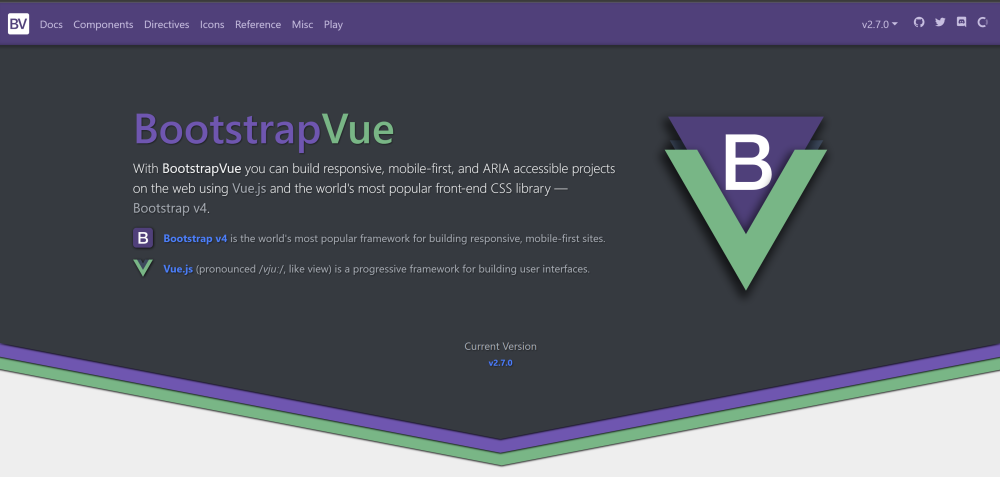 BV Docs Components Directives Icons Reference Misc Play v2.7.0
BootstrapVue
B
With BootstrapVue you can build responsive, mobile-first, and ARIA accessible projects
on the web using Vue.js and the world's most popular front-end CSS library —
Bootstrap v4.
B Bootstrap v4 is the world's most popular framework for building responsive, mobile-first sites.
Vue.js (pronounced /vjuː/, like view) is a progressive framework for building user interfaces.
Current Version
v2.7.0